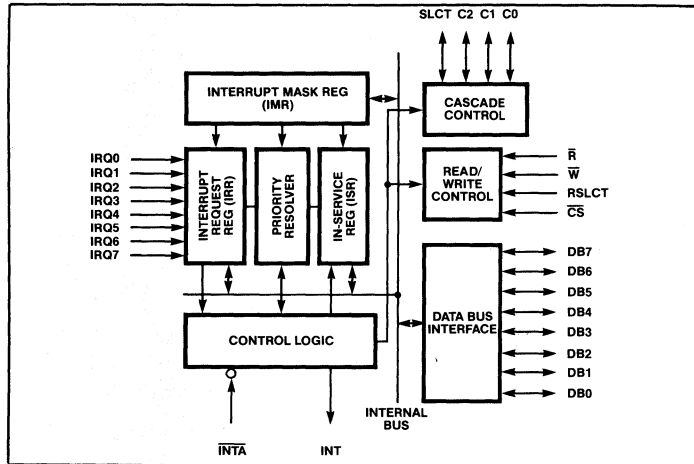 SLCT C2 C1 C0
INTERRUPT MASK REG
(IMR)
CASCADE
CONTROL
IRQ0
IRQ1
IRQ2
IRQ3
IRQ4
IRQ5
IRQ6
IRQ7
INTERRUPT
REQUEST
REG (IRR)
PRIORITY
RESOLVER
IN-SERVICE
REG (ISR)
READ/
WRITE
CONTROL
R̅
W̅
RSLCT
C̅S̅
CONTROL LOGIC
DATA BUS
INTERFACE
DB7
DB6
DB5
DB4
DB3
DB2
DB1
DB0
I̅N̅T̅A̅
INT
INTERNAL
BUS